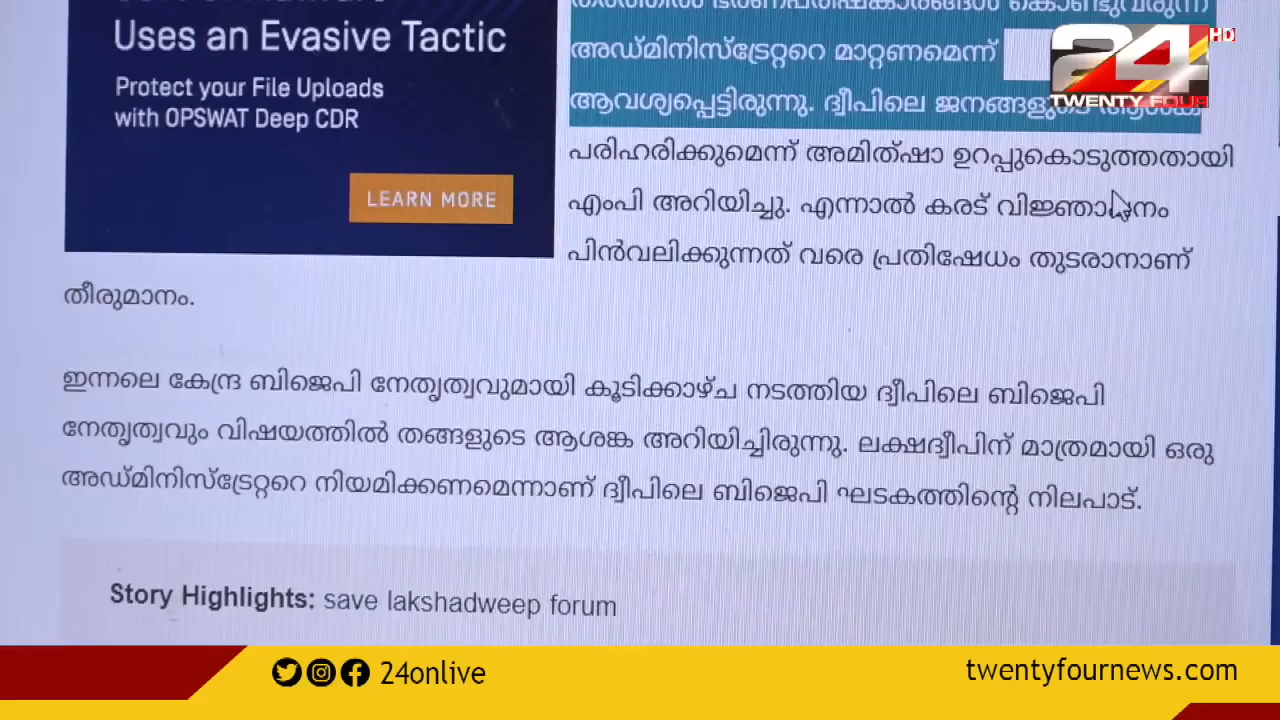 Uses an Evasive Tactic
Protect your File Uploads
with OPSWAT Deep CDR
LEARN MORE
അഡ്മിനിസ്ട്രേറ്ററെ മാറ്റണമെന്ന്
ആവശ്യപ്പെട്ടിരുന്നു. ദ്വീപിലെ ജനങ്ങളുടെ ആശങ്ക
പരിഹരിക്കുമെന്ന് അമിത്ഷാ ഉറപ്പുകൊടുത്തതായി
എംപി അറിയിച്ചു. എന്നാൽ കരട് വിജ്ഞാപനം
പിൻവലിക്കുന്നത് വരെ പ്രതിഷേധം തുടരാനാണ്
തീരുമാനം.
ഇന്നലെ കേന്ദ്ര ബിജെപി നേതൃത്വവുമായി കൂടിക്കാഴ്ച നടത്തിയ ദ്വീപിലെ ബിജെപി
നേതൃത്വവും വിഷയത്തിൽ തങ്ങളുടെ ആശങ്ക അറിയിച്ചിരുന്നു. ലക്ഷദ്വീപിന് മാത്രമായി ഒരു
അഡ്മിനിസ്ട്രേറ്ററെ നിയമിക്കണമെന്നാണ് ദ്വീപിലെ ബിജെപി ഘടകത്തിന്റെ നിലപാട്.
Story Highlights: save lakshadweep forum
24 HD
TWENTY FOUR
24onlive
twentyfournews.com